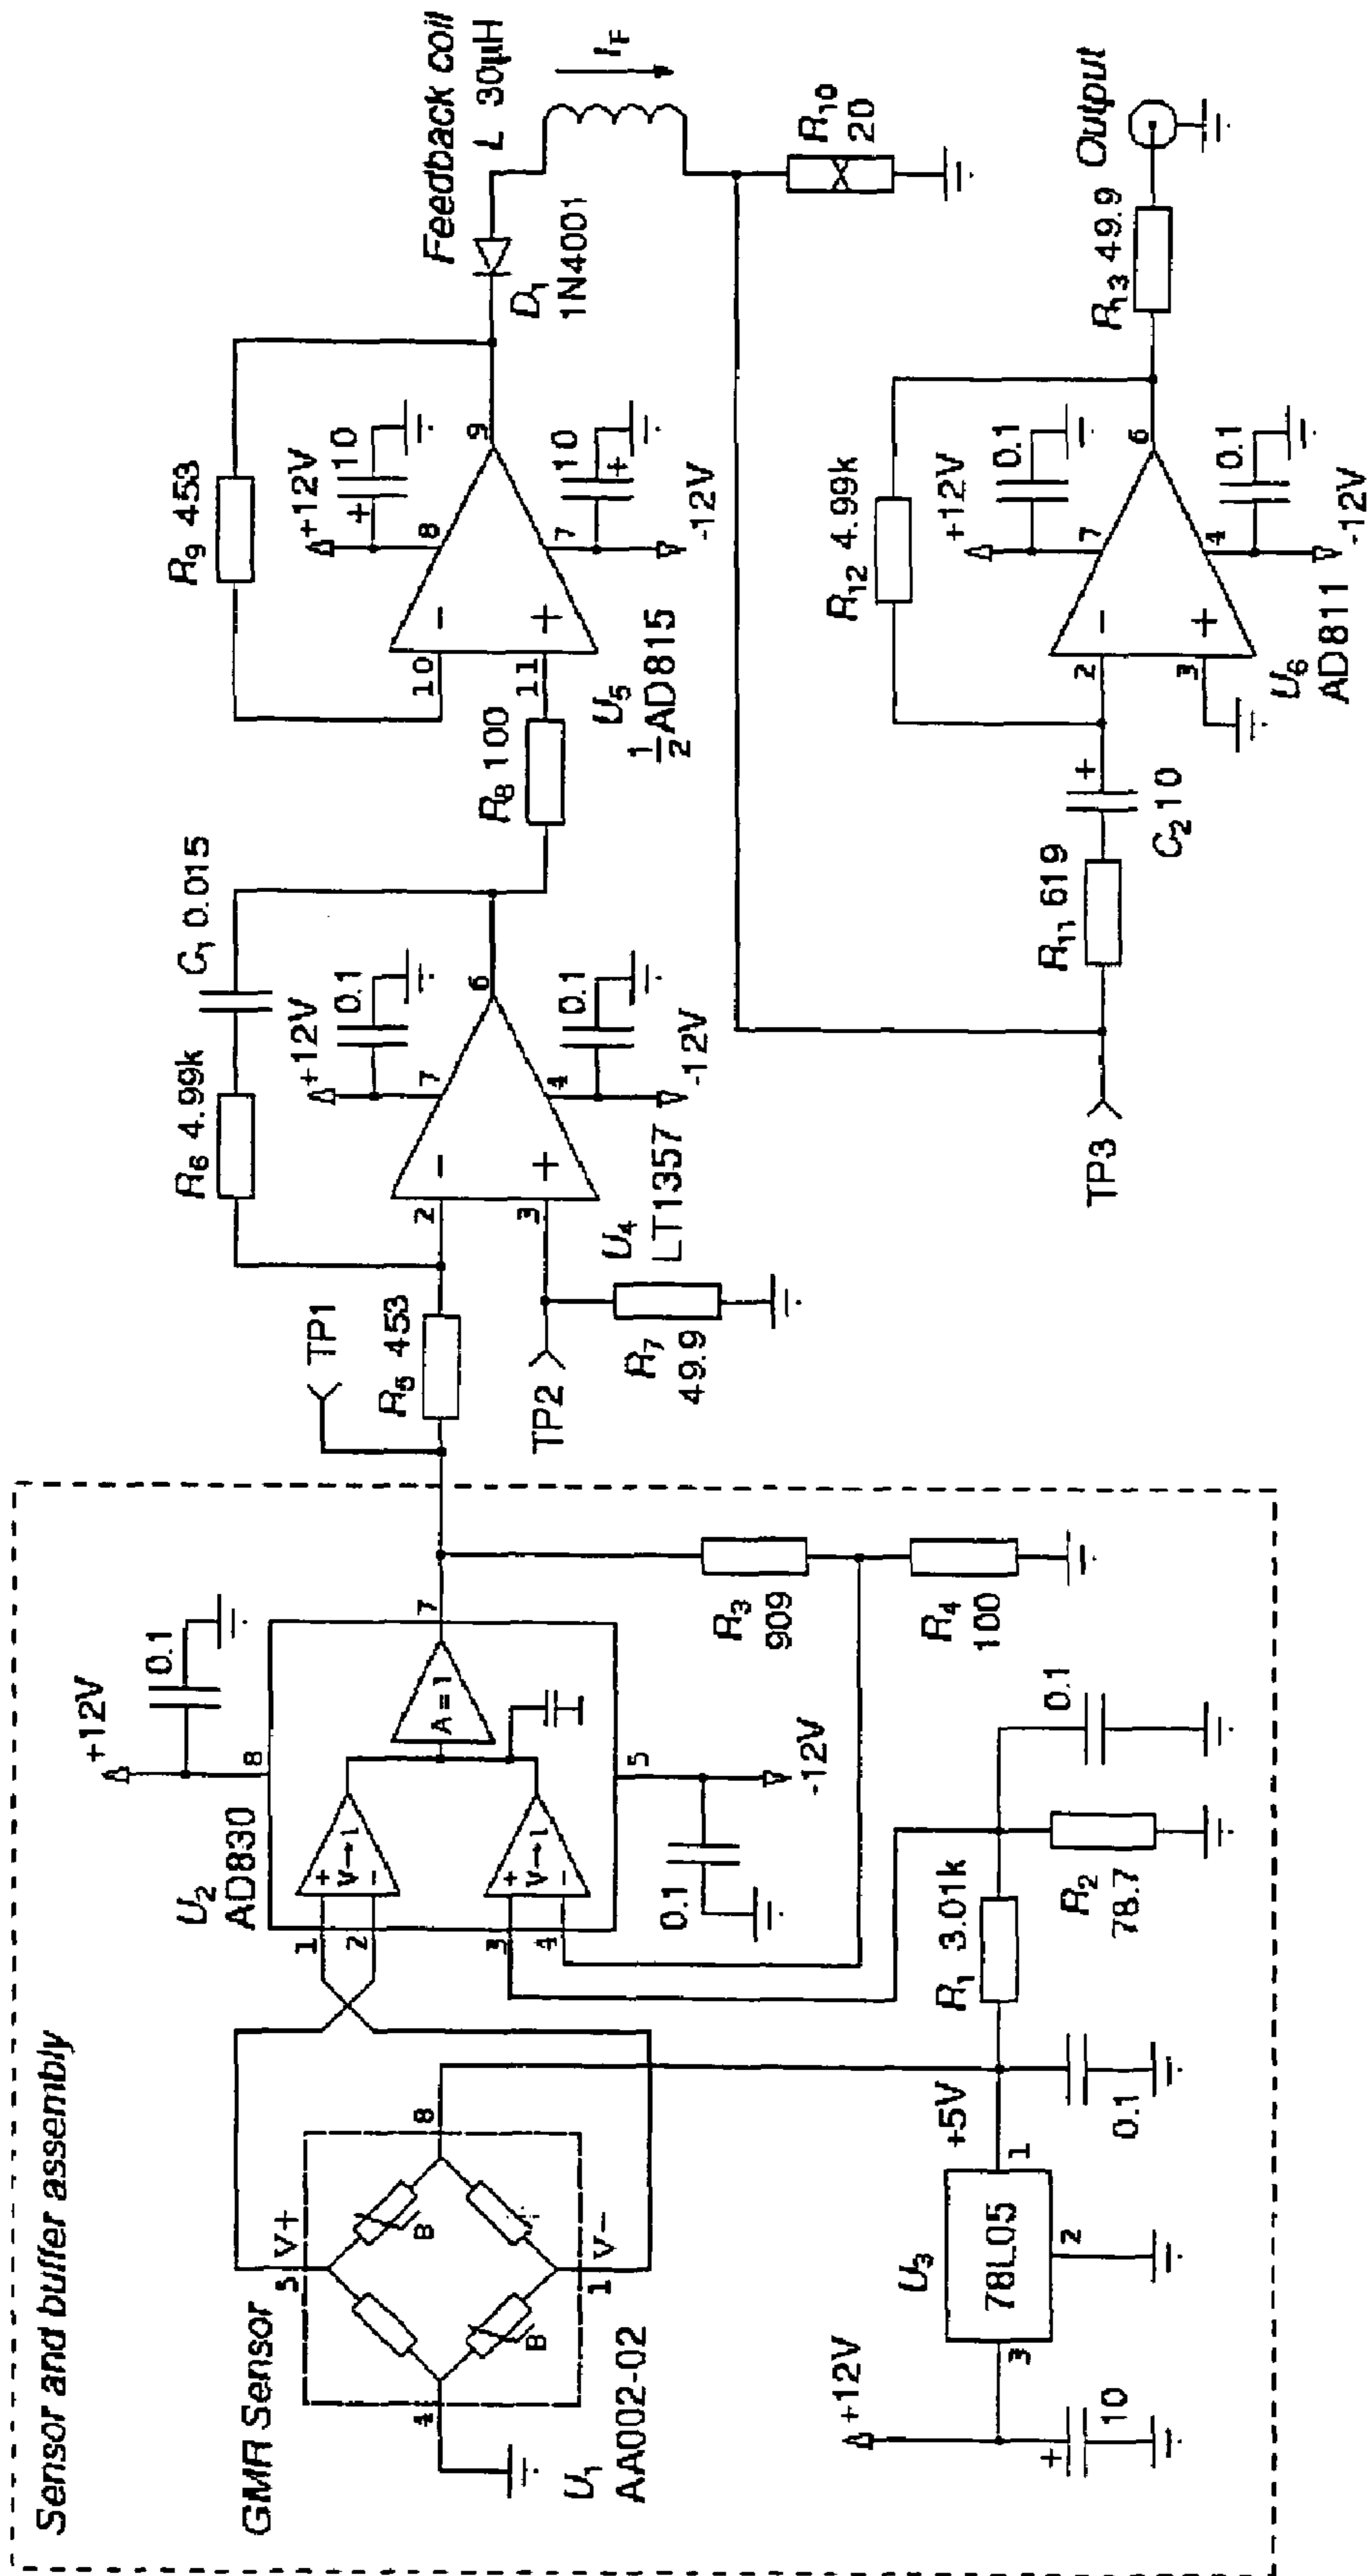 Sensor and buffer assembly
GMR Sensor
U1
AA002-02
4
5
V+
8
1
V-
B
B
U2
AD830
1
2
3
4
+
V→I
-
+
V→I
-
A=1
8
7
5
+12V
0.1
0.1
-12V
R3
909
R4
100
+12V
+
10
U3
78L05
3
1
2
+5V
0.1
R1 3.01k
R2
78.7
0.1
TP1
R5 453
TP2
R7
49.9
R6 4.99k
C1 0.015
2
3
-
+
7
4
6
+12V
0.1
0.1
-12V
U4
LT1357
R8 100
R9 453
10
11
-
+
8
7
9
+12V
+
10
10
+
-12V
U5
½AD815
D1
1N4001
Feedback coil
L 30µH
IF
R10
20
TP3
R11 619
+
C2 10
R12 4.99k
2
3
-
+
7
4
6
+12V
0.1
0.1
-12V
U6
AD811
R13 49.9
Output